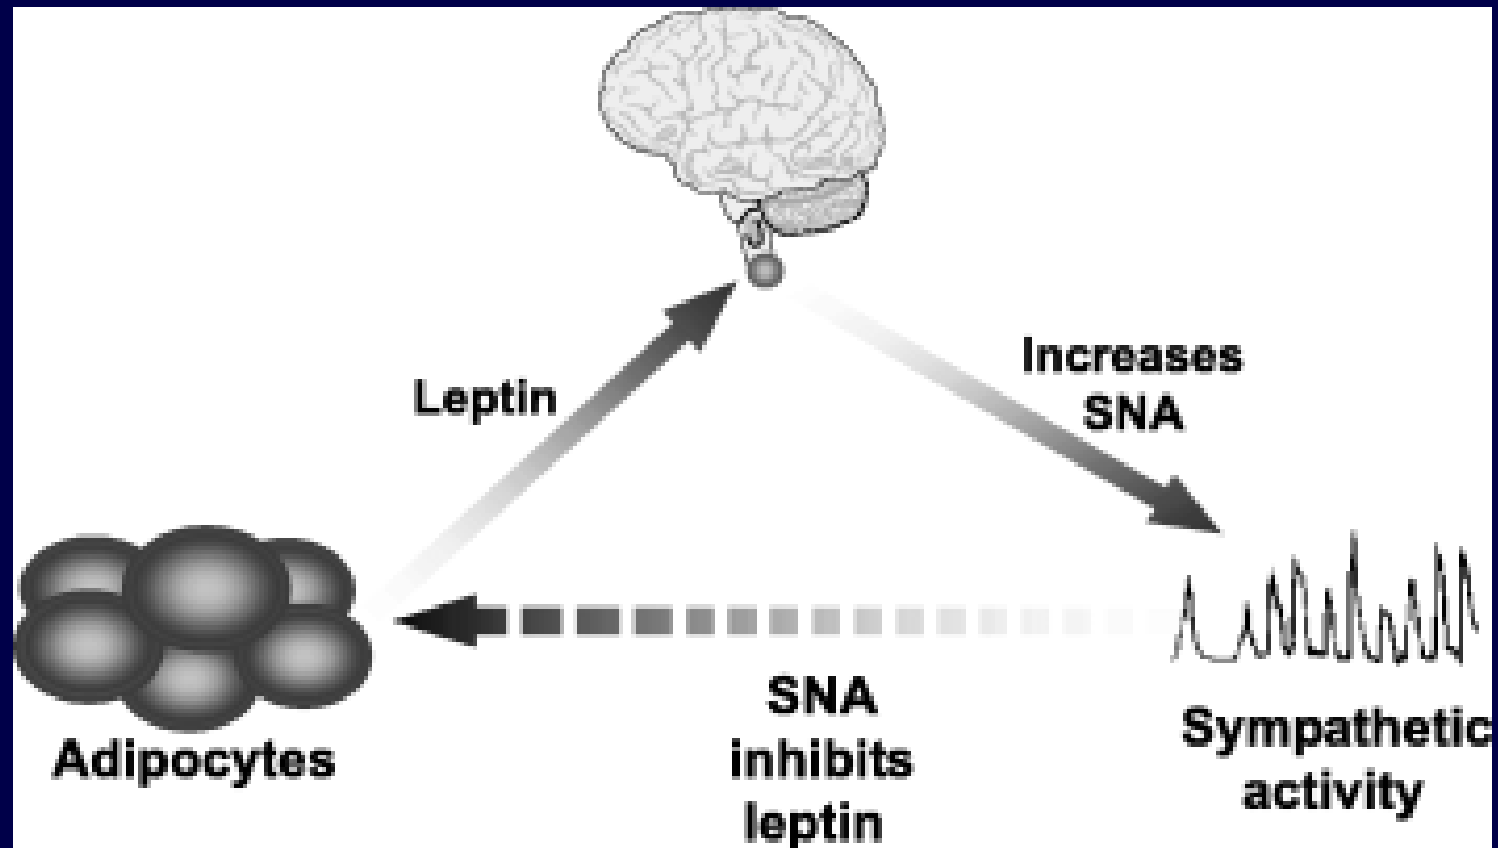 Leptin
Increases
SNA
Adipocytes
SNA
inhibits
leptin
Sympathetic
activity